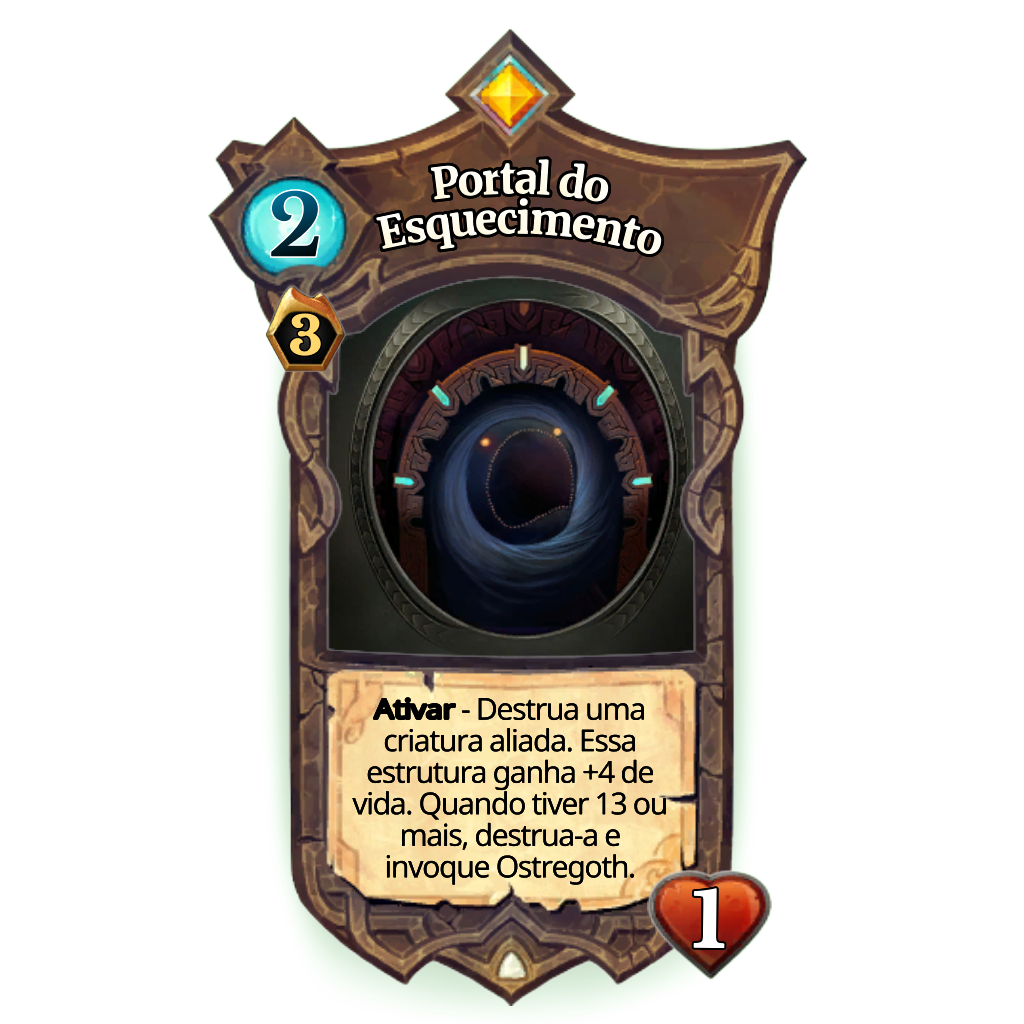 Portal do
Esquecimento
2
3
Ativar - Destrua uma
criatura aliada. Essa
estrutura ganha +4 de
vida. Quando tiver 13 ou
mais, destrua-a e
invoque Ostregoth.
1